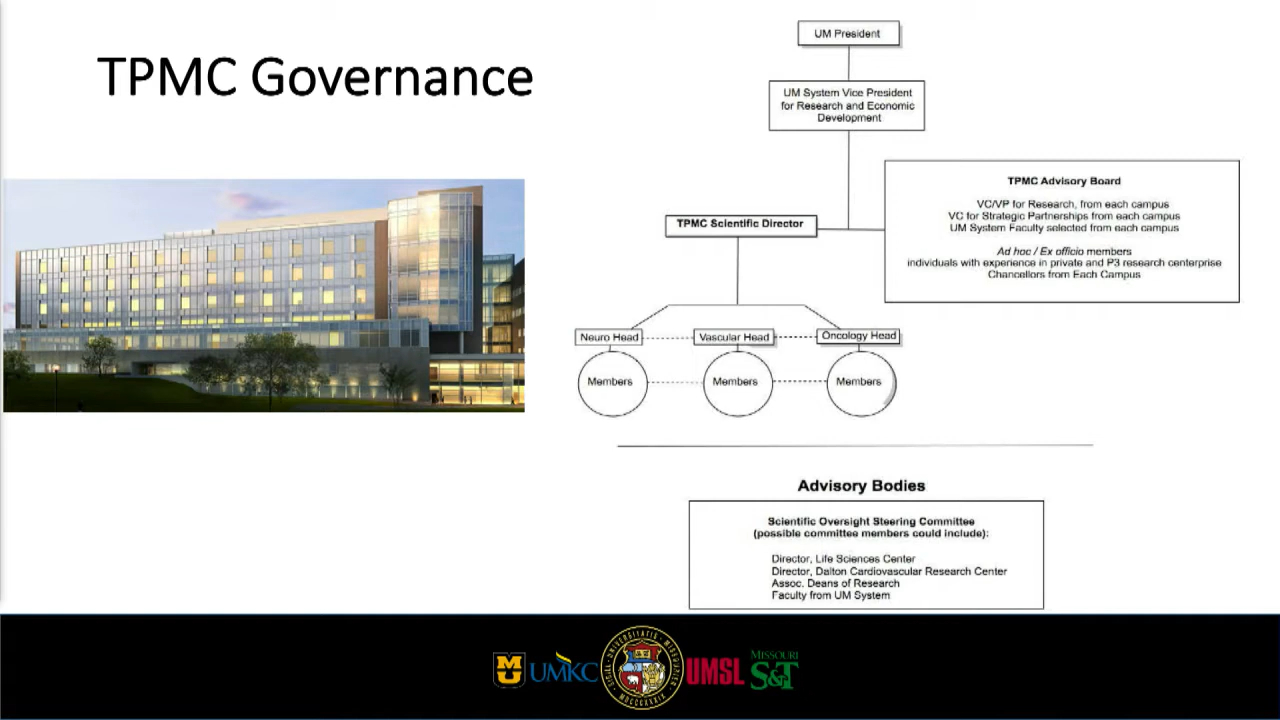 TPMC Governance
UM President
UM System Vice President
for Research and Economic
Development
TPMC Advisory Board
VC/VP for Research, from each campus
VC for Strategic Partnerships from each campus
UM System Faculty selected from each campus
Ad hoc / Ex officio members
individuals with experience in private and P3 research centerprise
Chancellors from Each Campus
TPMC Scientific Director
Neuro Head
Vascular Head
Oncology Head
Members
Members
Members
Advisory Bodies
Scientific Oversight Steering Committee
(possible committee members could include):
Director, Life Sciences Center
Director, Dalton Cardiovascular Research Center
Assoc. Deans of Research
Faculty from UM System
MU
UMKC
UMSL
MISSOURI
S&T